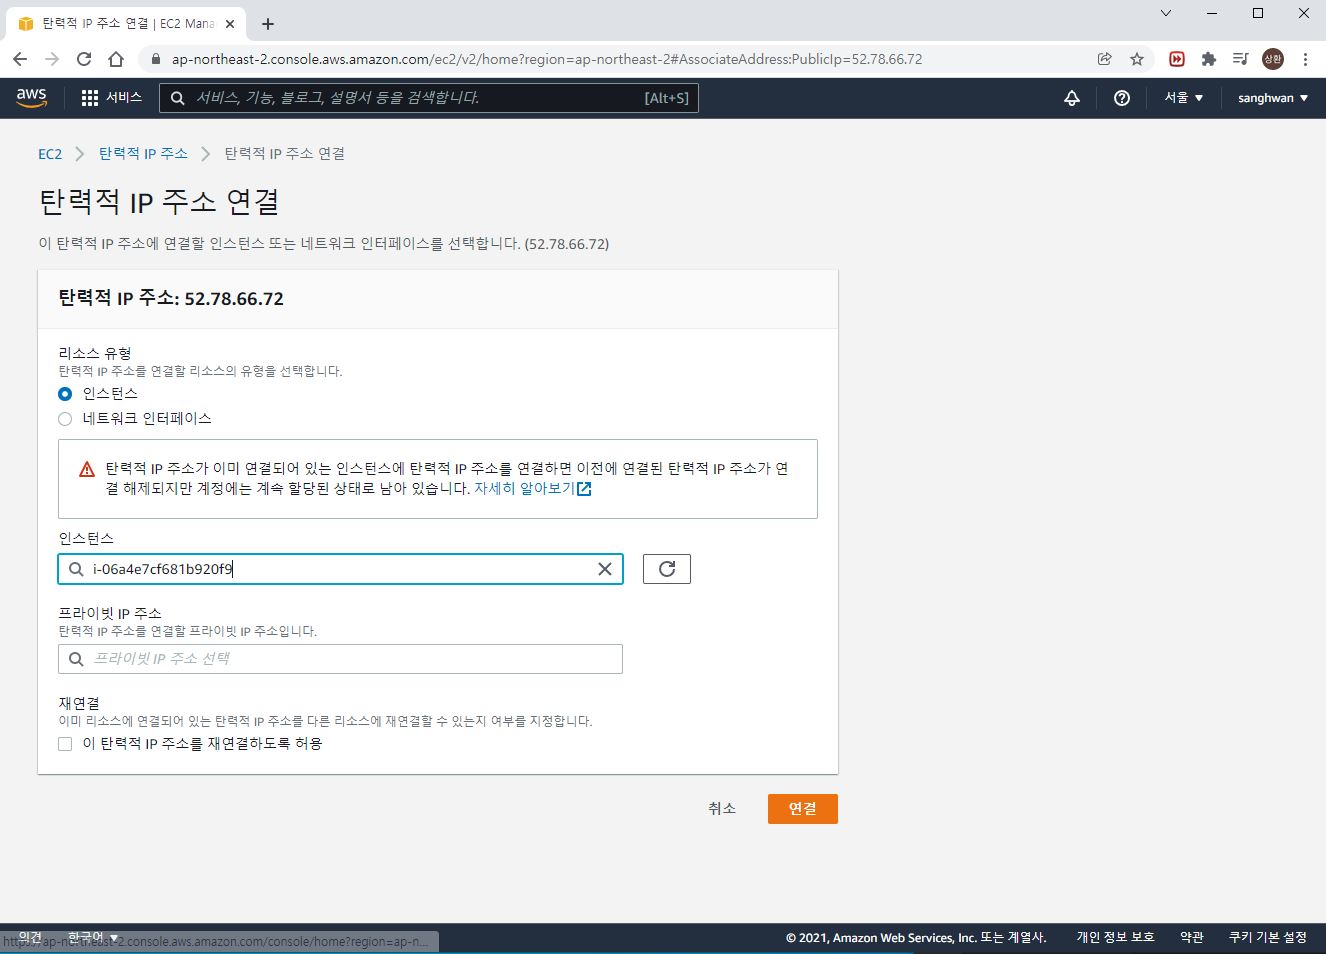 탄력적 IP 주소 연결 | EC2 Mana
ap-northeast-2.console.aws.amazon.com/ec2/v2/home?region=ap-northeast-2#AssociateAddress:PublicIp=52.78.66.72
상환
aws
서비스
서비스, 기능, 블로그, 설명서 등을 검색합니다.
[Alt+S]
서울
sanghwan
EC2
탄력적 IP 주소
탄력적 IP 주소 연결
탄력적 IP 주소 연결
이 탄력적 IP 주소에 연결할 인스턴스 또는 네트워크 인터페이스를 선택합니다. (52.78.66.72)
탄력적 IP 주소: 52.78.66.72
리소스 유형
탄력적 IP 주소를 연결할 리소스의 유형을 선택합니다.
인스턴스
네트워크 인터페이스
탄력적 IP 주소가 이미 연결되어 있는 인스턴스에 탄력적 IP 주소를 연결하면 이전에 연결된 탄력적 IP 주소가 연
결 해제되지만 계정에는 계속 할당된 상태로 남아 있습니다. 자세히 알아보기
인스턴스
i-06a4e7cf681b920f9
프라이빗 IP 주소
탄력적 IP 주소를 연결할 프라이빗 IP 주소입니다.
프라이빗 IP 주소 선택
재연결
이미 리소스에 연결되어 있는 탄력적 IP 주소를 다른 리소스에 재연결할 수 있는지 여부를 지정합니다.
이 탄력적 IP 주소를 재연결하도록 허용
취소
연결
의견
한국어
https://ap-northeast-2.console.aws.amazon.com/console/home?region=ap-n...
© 2021, Amazon Web Services, Inc. 또는 계열사.
개인 정보 보호
약관
쿠키 기본 설정